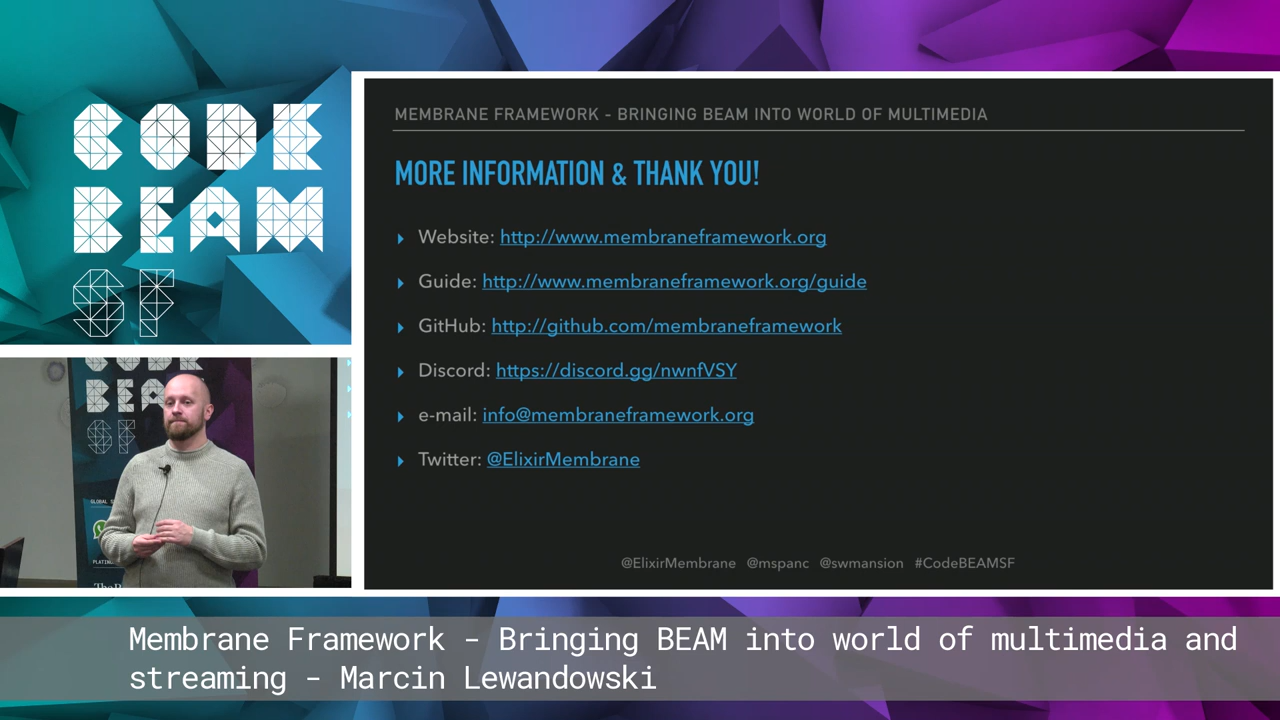 CODE
BEAM
SF
MEMBRANE FRAMEWORK - BRINGING BEAM INTO WORLD OF MULTIMEDIA
MORE INFORMATION & THANK YOU!
Website: http://www.membraneframework.org
Guide: http://www.membraneframework.org/guide
GitHub: http://github.com/membraneframework
Discord: https://discord.gg/nwnfVSY
e-mail: info@membraneframework.org
Twitter: @ElixirMembrane
@ElixirMembrane @mspanc @swmansion #CodeBEAMSF
CODE
BEAM
SF
Membrane Framework - Bringing BEAM into world of multimedia and
streaming - Marcin Lewandowski